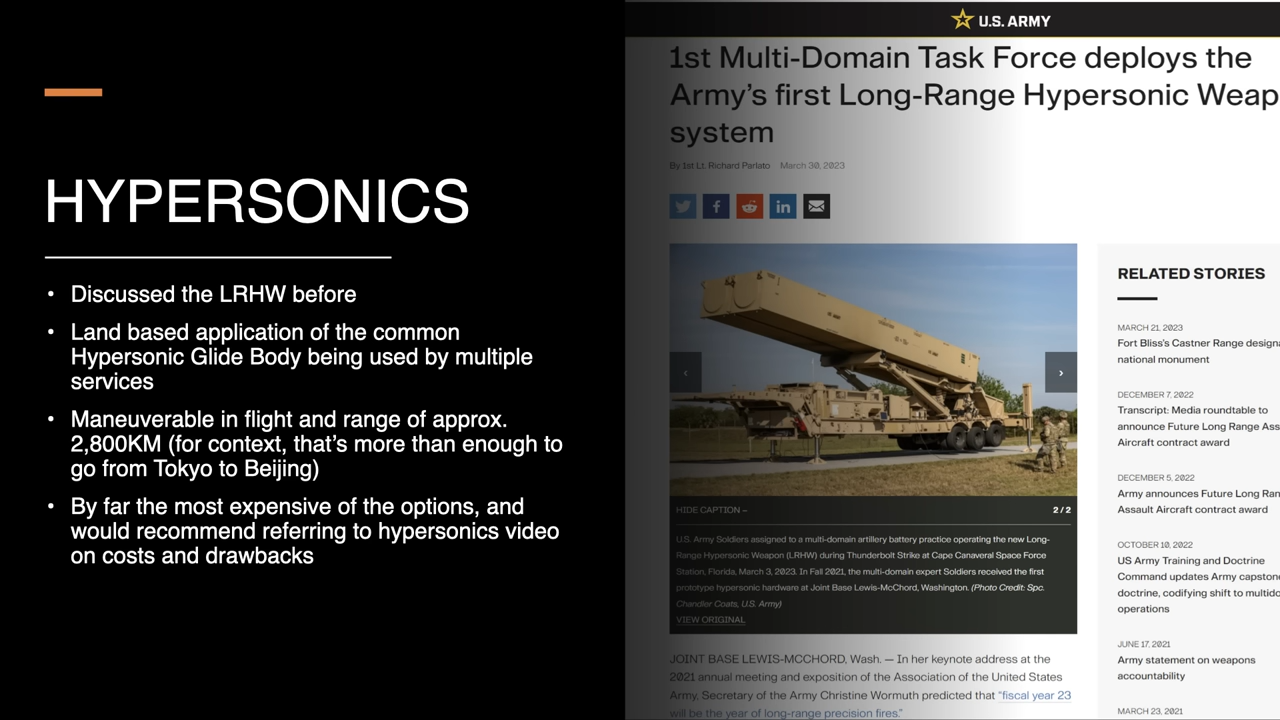 HYPERSONICS
• Discussed the LRHW before
• Land based application of the common
Hypersonic Glide Body being used by multiple
services
• Maneuverable in flight and range of approx.
2,800KM (for context, that's more than enough to
go from Tokyo to Beijing)
• By far the most expensive of the options, and
would recommend referring to hypersonics video
on costs and drawbacks
U.S. ARMY
1st Multi-Domain Task Force deploys the
Army's first Long-Range Hypersonic Weap
system
By 1st Lt. Richard Parlato March 30, 2023
HIDE CAPTION –
2 / 2
U.S. Army Soldiers assigned to a multi-domain artillery battery practice operating the new Long-
Range Hypersonic Weapon (LRHW) during Thunderbolt Strike at Cape Canaveral Space Force
Station, Florida, March 3, 2023. In Fall 2021, the multi-domain expert Soldiers received the first
prototype hypersonic hardware at Joint Base Lewis-McChord, Washington. (Photo Credit: Spc.
Chandler Coats, U.S. Army)
VIEW ORIGINAL
JOINT BASE LEWIS-MCCHORD, Wash. — In her keynote address at the
2021 annual meeting and exposition of the Association of the United States
Army, Secretary of the Army Christine Wormuth predicted that “fiscal year 23
will be the year of long-range precision fires.”
RELATED STORIES
MARCH 21, 2023
Fort Bliss's Castner Range design
national monument
DECEMBER 7, 2022
Transcript: Media roundtable to
announce Future Long Range Ass
Aircraft contract award
DECEMBER 5, 2022
Army announces Future Long Ran
Assault Aircraft contract award
OCTOBER 10, 2022
US Army Training and Doctrine
Command updates Army capstone
doctrine, codifying shift to multido
operations
JUNE 17, 2021
Army statement on weapons
accountability
MARCH 23, 2021